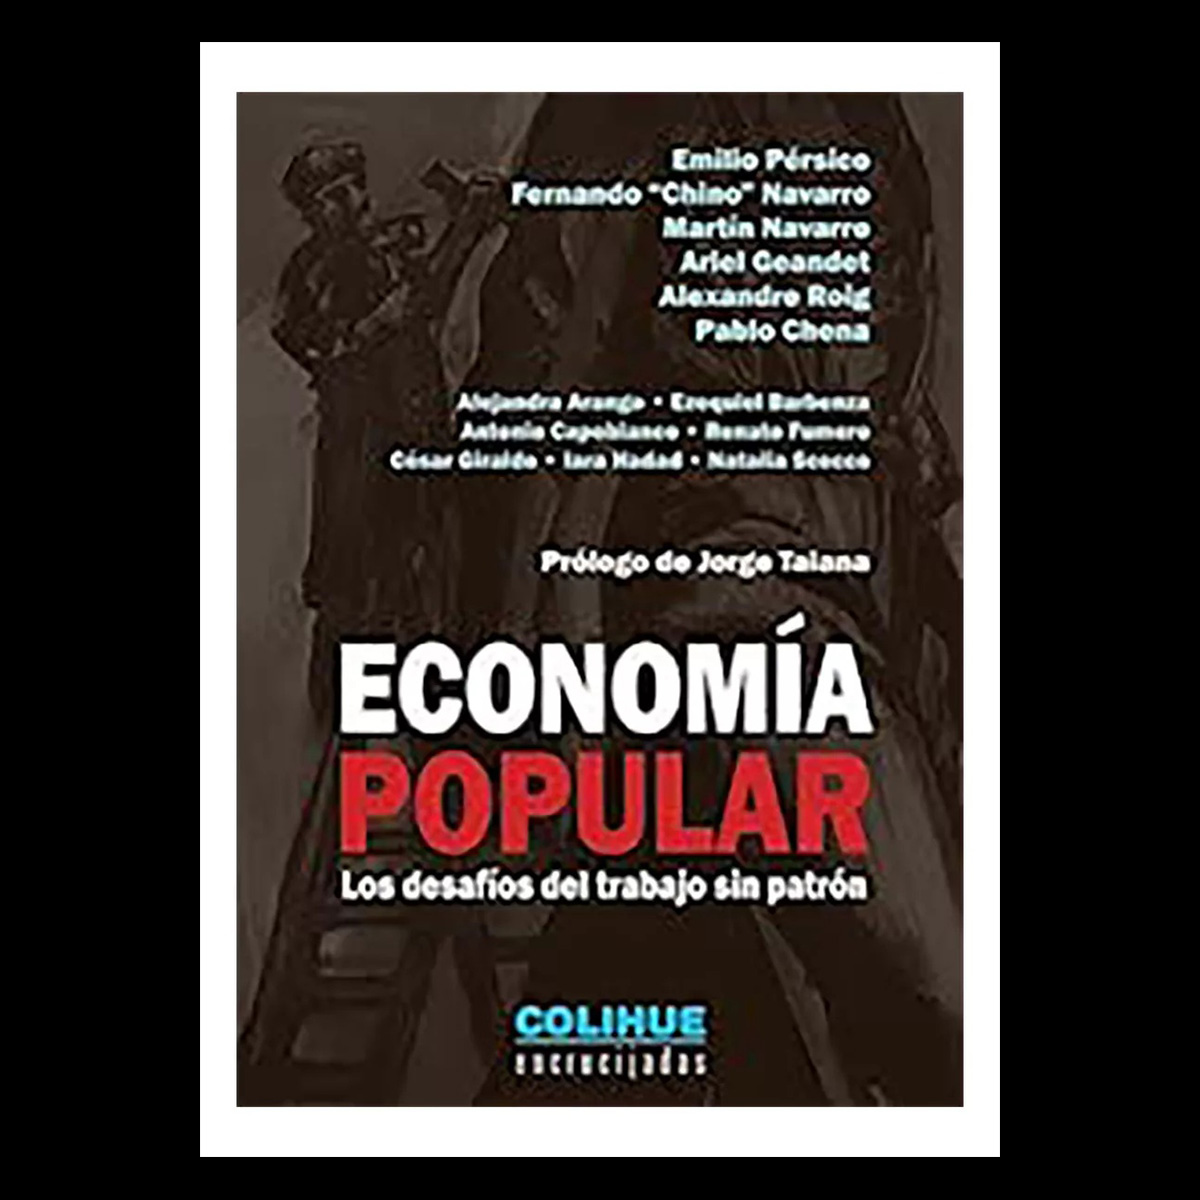 Emilio Pérsico
Fernando "Chino" Navarro
Martín Navarro
Ariel Geandet
Alexandre Roig
Pablo Chena
Alejandra Arango • Ezequiel Barbenza
Antonio Capoblanco • Renato Fumero
César Giraldo • Iara Hadad • Natalia Scocco
Prólogo de Jorge Taiana
ECONOMÍA
POPULAR
Los desafíos del trabajo sin patrón
COLIHUE
encrucijadas